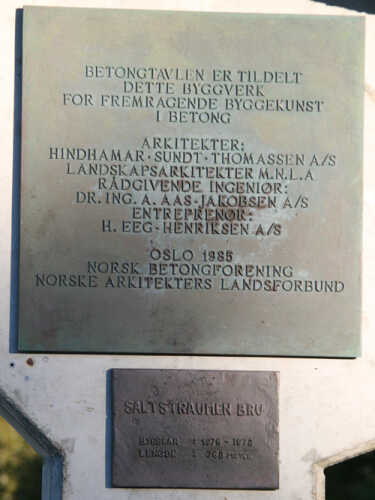 BETONGTAVLEN ER TILDELT
DETTE BYGGVERK
FOR FREMRAGENDE BYGGEKUNST
I BETONG
ARKITEKTER:
HINDHAMAR · SUNDT · THOMASSEN A/S
LANDSKAPSARKITEKTER M.N.L.A
RÅDGIVENDE INGENIØR:
DR. ING. A. AAS-JAKOBSEN A/S
ENTREPRENØR:
H. EEG-HENRIKSEN A/S
OSLO 1985
NORSK BETONGFORENING
NORSKE ARKITEKTERS LANDSFORBUND
SALTSTRAUMEN BRU
BYGGEÅR : 1976 - 1978
LENGDE : 768 METER